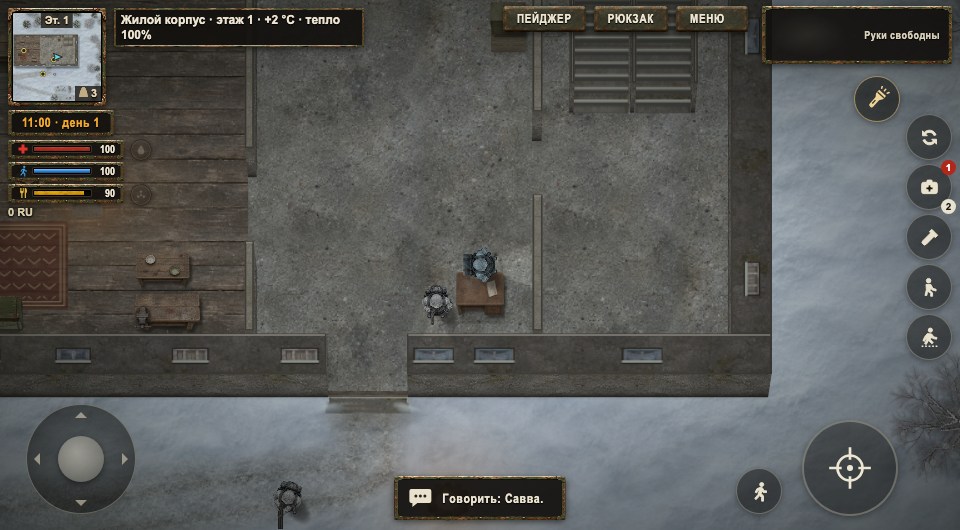 Эт. 1
3
Жилой корпус · этаж 1 · +2 °C · тепло
100%
ПЕЙДЖЕР
РЮКЗАК
МЕНЮ
Руки свободны
11:00 · день 1
100
100
90
0 RU
1
2
Говорить: Савва.